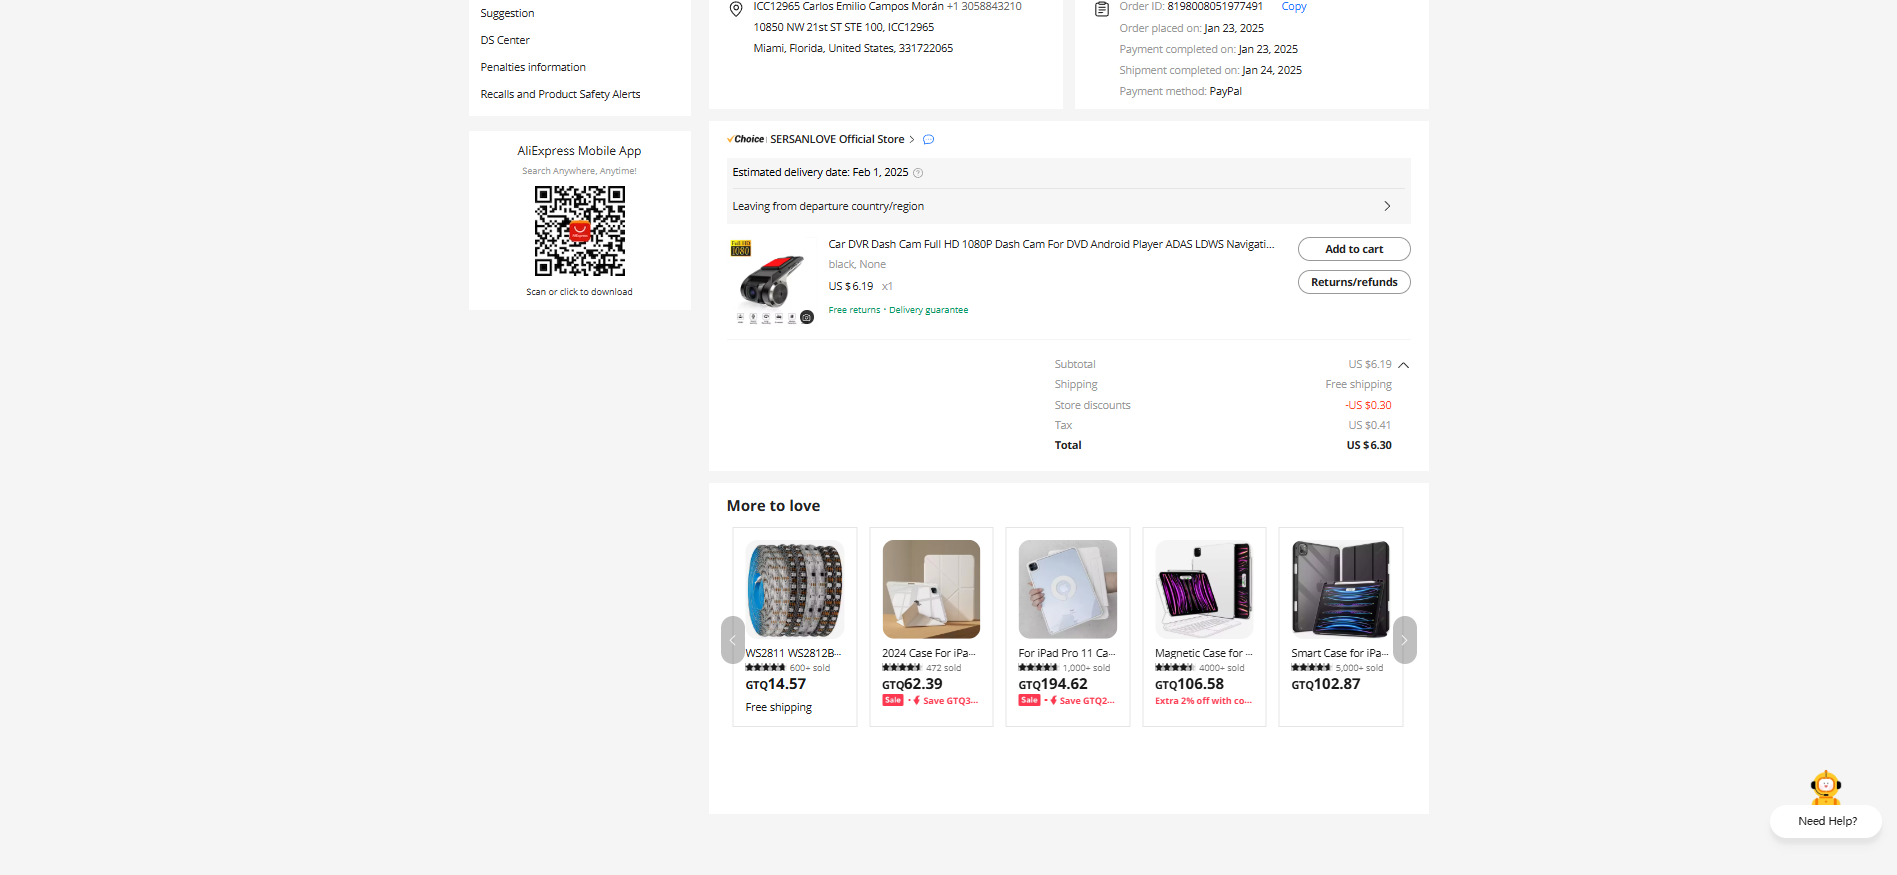 Suggestion
DS Center
Penalties information
Recalls and Product Safety Alerts
AliExpress Mobile App
Search Anywhere, Anytime!
Scan or click to download
ICC12965 Carlos Emilio Campos Morán +1 3058843210
10850 NW 21st ST STE 100, ICC12965
Miami, Florida, United States, 331722065
Order ID: 8198008051977491 Copy
Order placed on: Jan 23, 2025
Payment completed on: Jan 23, 2025
Shipment completed on: Jan 24, 2025
Payment method: PayPal
Choice SERSANLOVE Official Store
Estimated delivery date: Feb 1, 2025
Leaving from departure country/region
Full HD
1080
Car DVR Dash Cam Full HD 1080P Dash Cam For DVD Android Player ADAS LDWS Navigati...
black, None
US $6.19 x1
Free returns · Delivery guarantee
Add to cart
Returns/refunds
Subtotal US $6.19
Shipping Free shipping
Store discounts -US $0.30
Tax US $0.41
Total US $6.30
More to love
WS2811 WS2812B...
600+ sold
GTQ14.57
Free shipping
2024 Case For iPa...
472 sold
GTQ62.39
Sale · Save GTQ3...
For iPad Pro 11 Ca...
1,000+ sold
GTQ194.62
Sale · Save GTQ2...
Magnetic Case for ...
4000+ sold
GTQ106.58
Extra 2% off with co...
Smart Case for iPa...
5,000+ sold
GTQ102.87
Need Help?